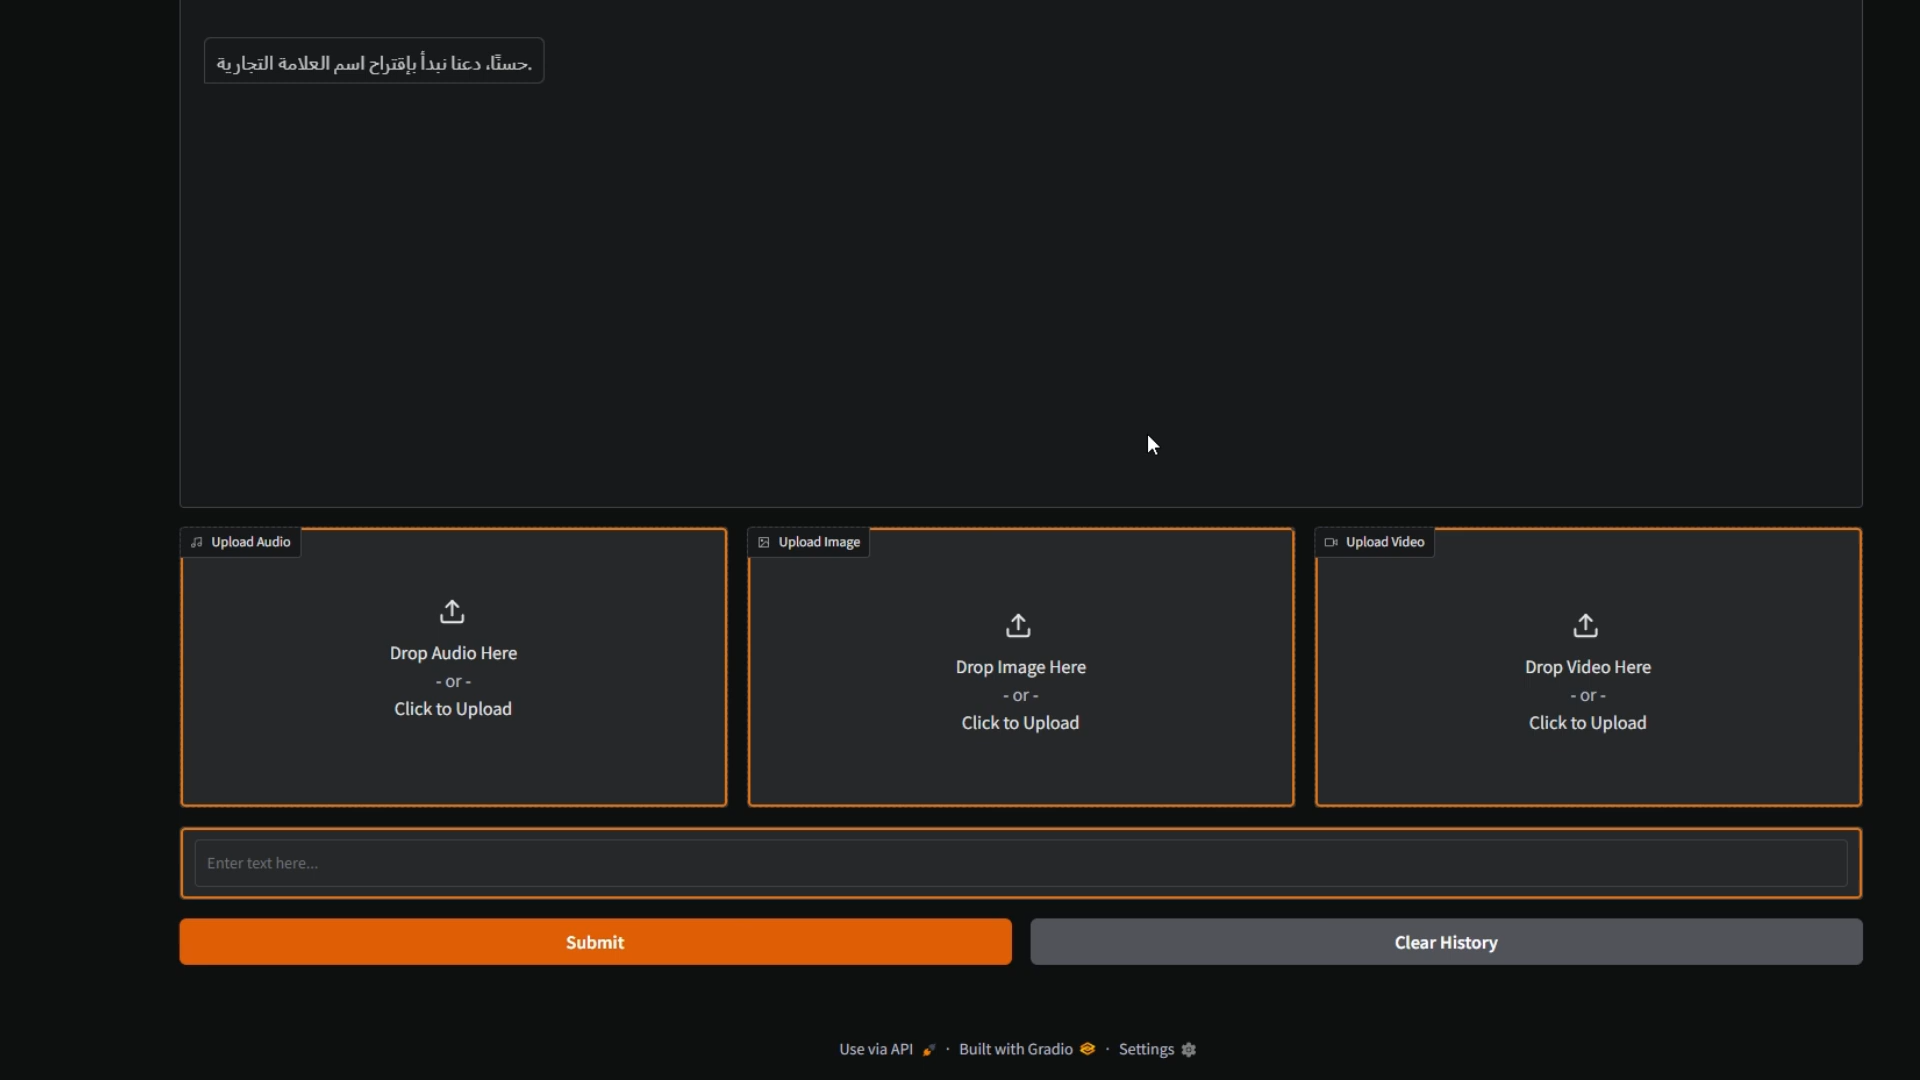 حسنًا، دعنا نبدأ بإقتراح اسم العلامة التجارية.
Upload Audio
Drop Audio Here
- or -
Click to Upload
Upload Image
Drop Image Here
- or -
Click to Upload
Upload Video
Drop Video Here
- or -
Click to Upload
Enter text here...
Submit
Clear History
Use via API · Built with Gradio · Settings